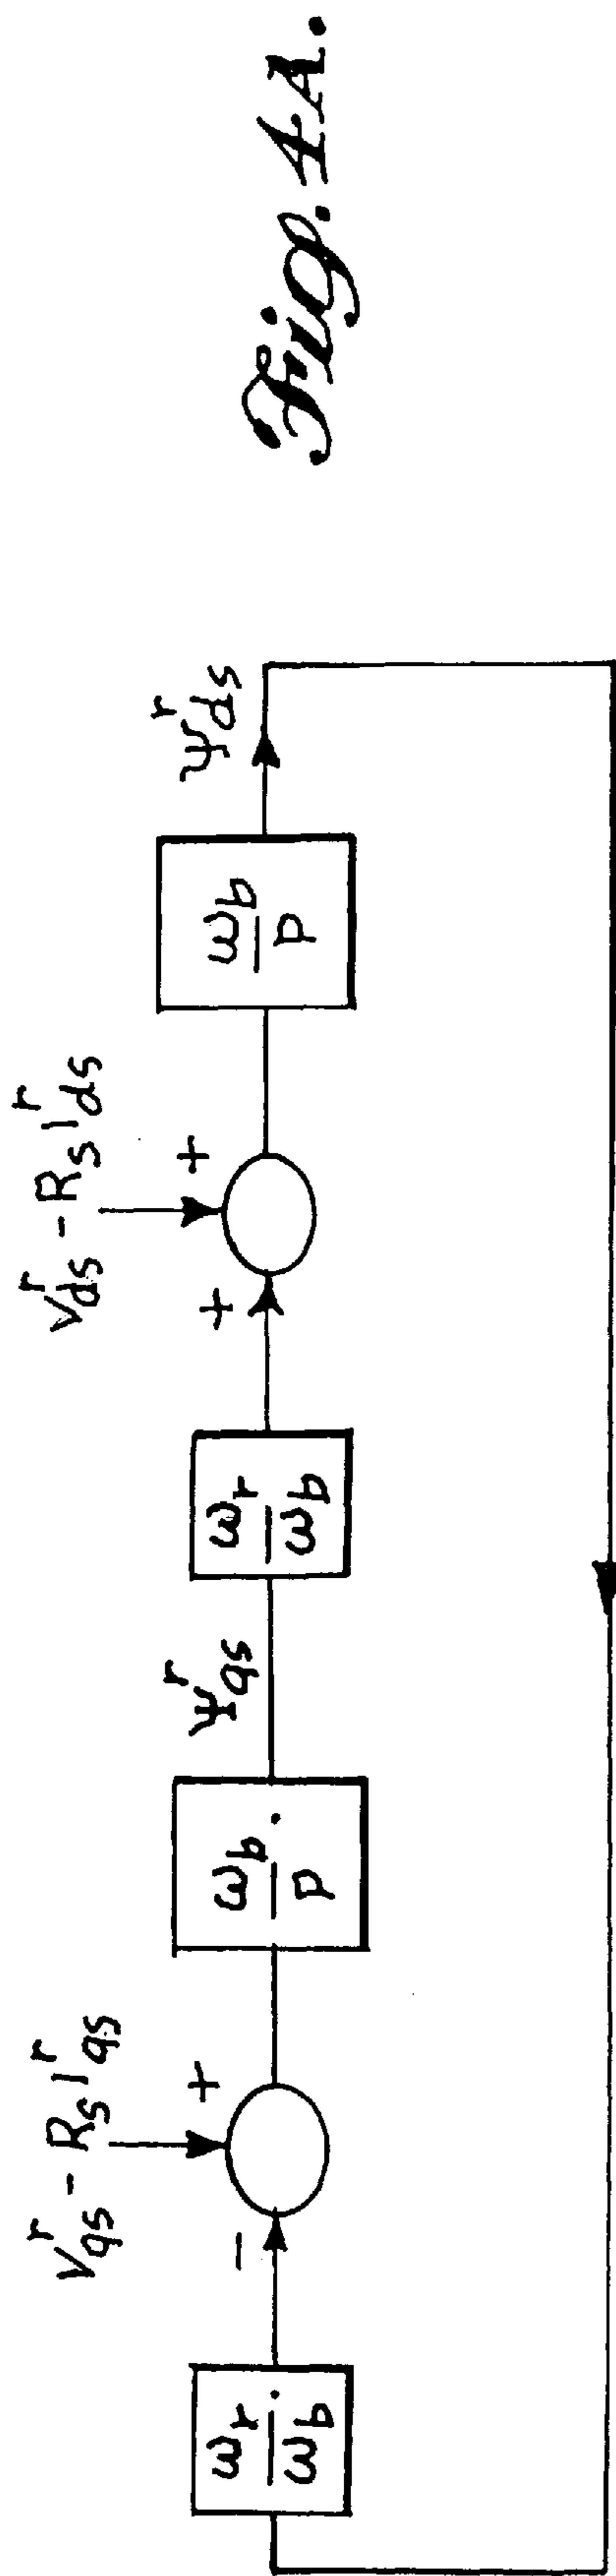 V^r_qs - R_s I^r_qs
V^r_ds - R_s I^r_ds
ω_r / ω_b
-
+
ω_b / p
Ψ^r_qs
ω_r / ω_b
+
+
ω_b / p
Ψ^r_ds
Fig. 4A.